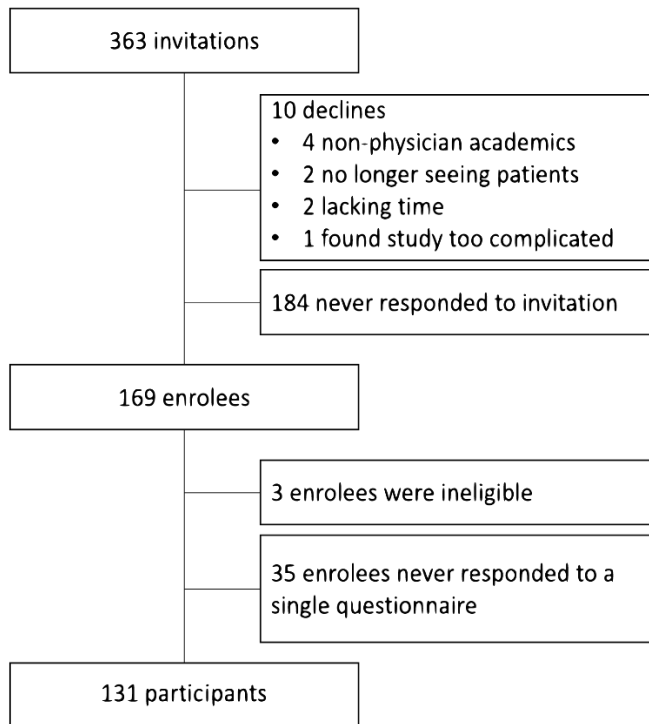 363 invitations
10 declines
• 4 non-physician academics
• 2 no longer seeing patients
• 2 lacking time
• 1 found study too complicated
184 never responded to invitation
169 enrolees
3 enrolees were ineligible
35 enrolees never responded to a
single questionnaire
131 participants